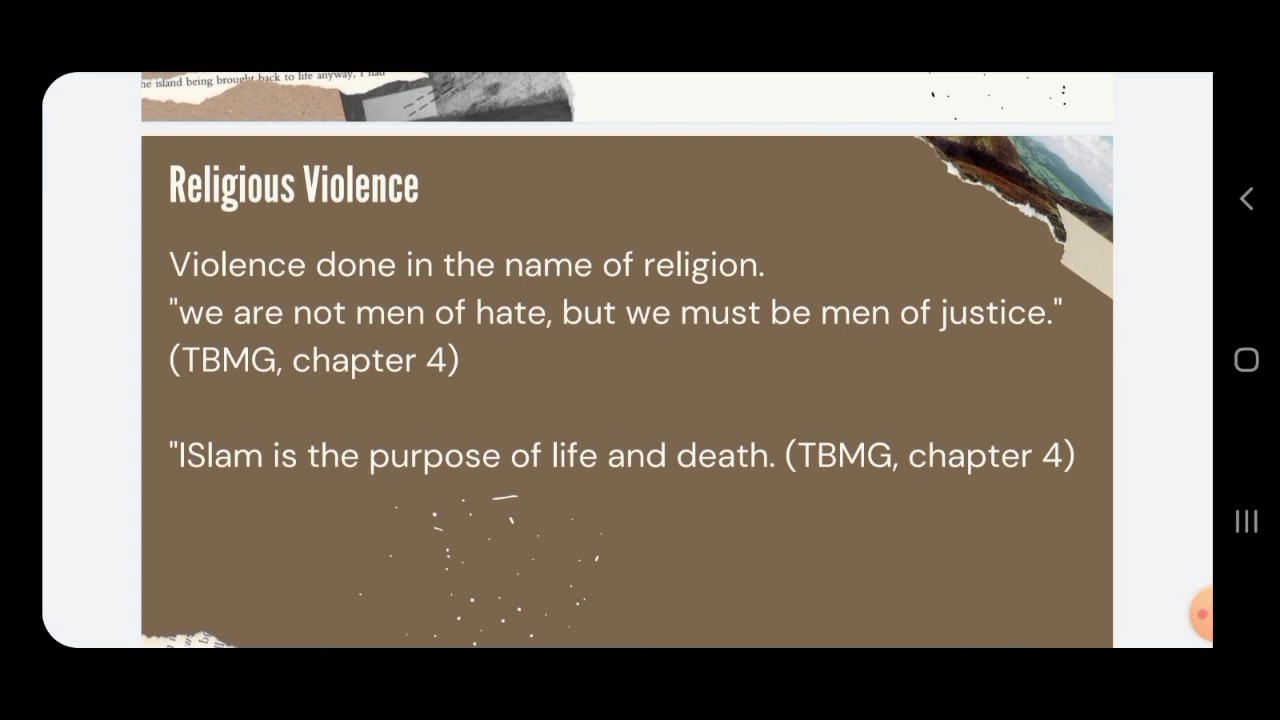 he island being brought back to life anyway, I had
Religious Violence
Violence done in the name of religion.
"we are not men of hate, but we must be men of justice."
(TBMG, chapter 4)
"ISlam is the purpose of life and death. (TBMG, chapter 4)